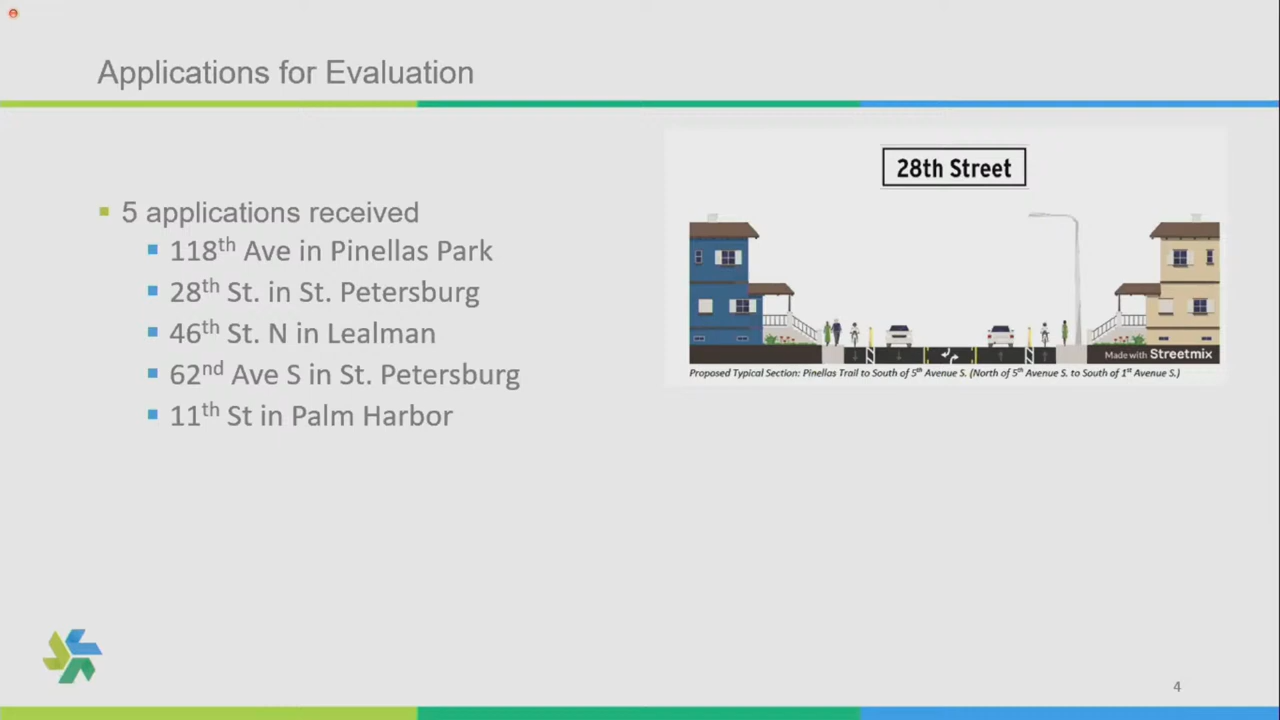 Applications for Evaluation
5 applications received
118th Ave in Pinellas Park
28th St. in St. Petersburg
46th St. N in Lealman
62nd Ave S in St. Petersburg
11th St in Palm Harbor
28th Street
Made with Streetmix
Proposed Typical Section: Pinellas Trail to South of 5th Avenue S. (North of 5th Avenue S. to South of 1st Avenue S.)
4